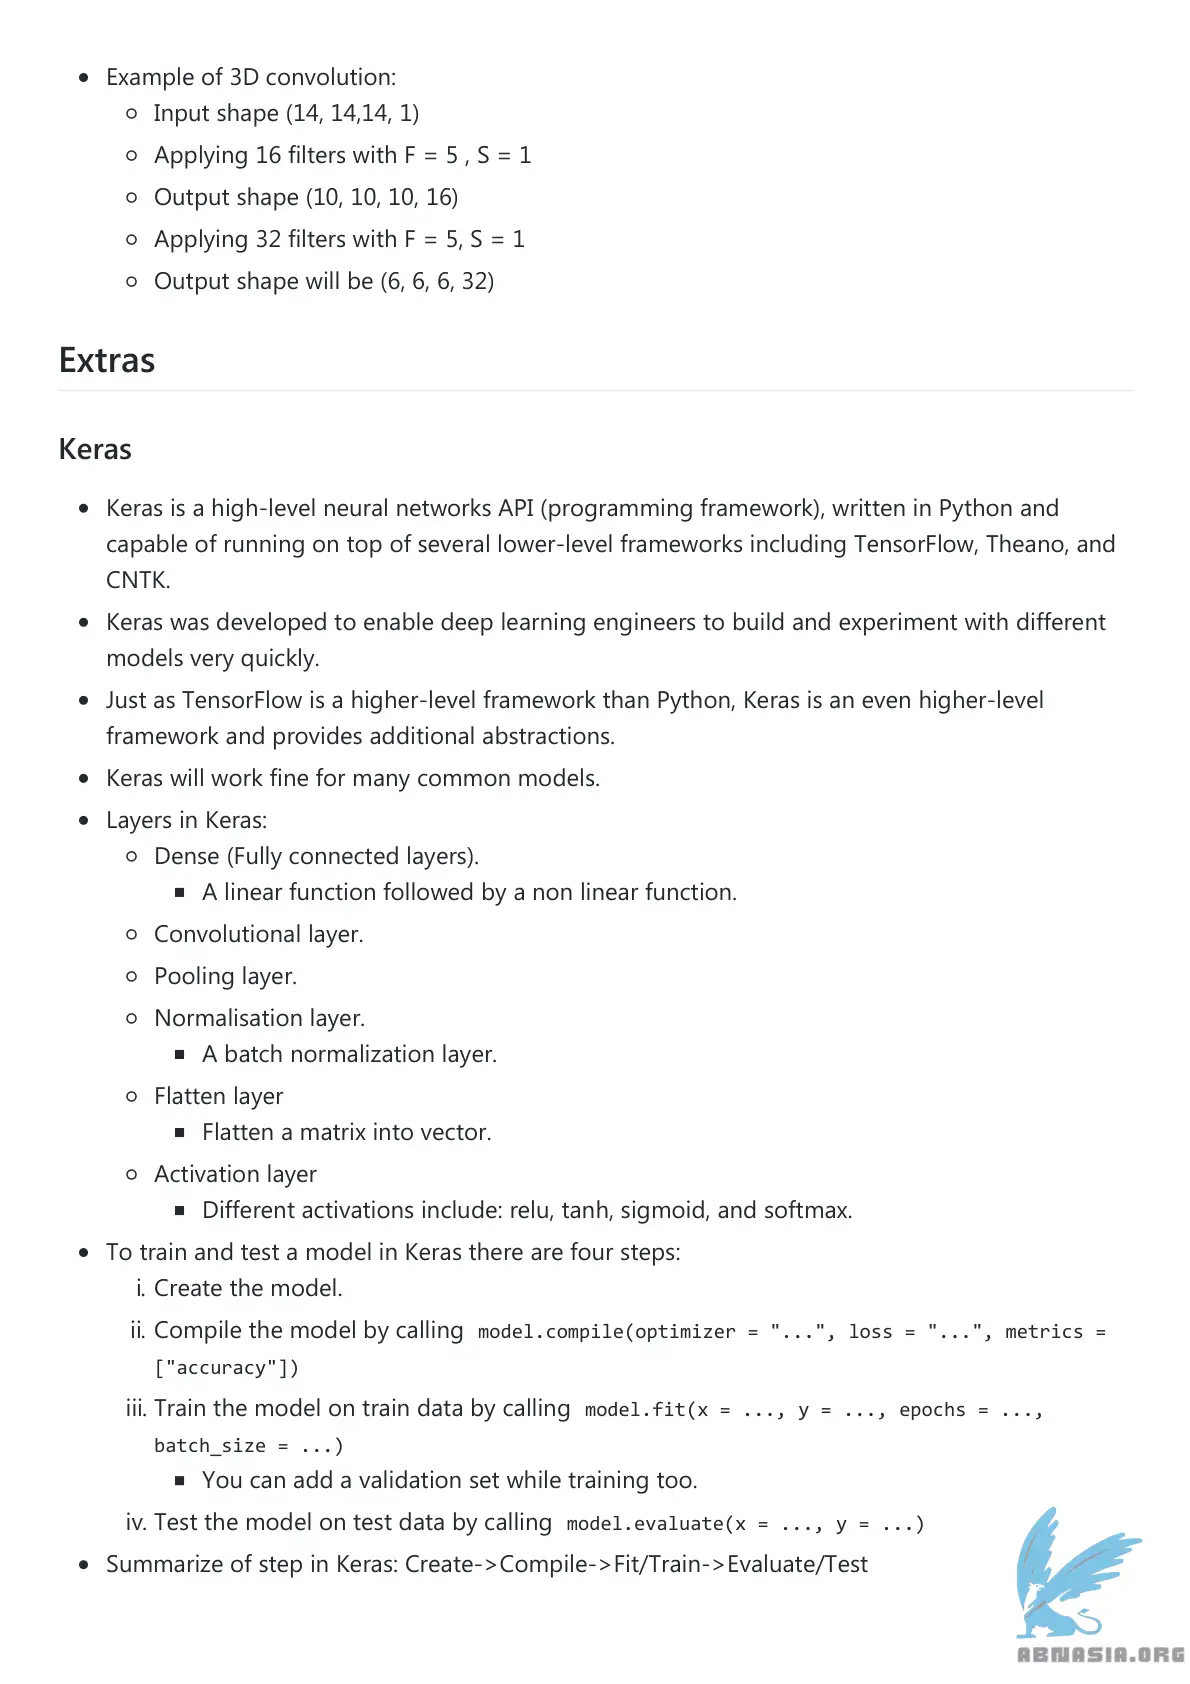 Example of 3D convolution:
Input shape (14, 14,14, 1)
Applying 16 filters with F = 5 , S = 1
Output shape (10, 10, 10, 16)
Applying 32 filters with F = 5, S = 1
Output shape will be (6, 6, 6, 32)
Extras
Keras
Keras is a high-level neural networks API (programming framework), written in Python and
capable of running on top of several lower-level frameworks including TensorFlow, Theano, and
CNTK.
Keras was developed to enable deep learning engineers to build and experiment with different
models very quickly.
Just as TensorFlow is a higher-level framework than Python, Keras is an even higher-level
framework and provides additional abstractions.
Keras will work fine for many common models.
Layers in Keras:
Dense (Fully connected layers).
A linear function followed by a non linear function.
Convolutional layer.
Pooling layer.
Normalisation layer.
A batch normalization layer.
Flatten layer
Flatten a matrix into vector.
Activation layer
Different activations include: relu, tanh, sigmoid, and softmax.
To train and test a model in Keras there are four steps:
i. Create the model.
ii. Compile the model by calling model.compile(optimizer = "...", loss = "...", metrics =
["accuracy"])
iii. Train the model on train data by calling model.fit(x = ..., y = ..., epochs = ...,
batch_size = ...)
You can add a validation set while training too.
iv. Test the model on test data by calling model.evaluate(x = ..., y = ...)
Summarize of step in Keras: Create->Compile->Fit/Train->Evaluate/Test
ABNASIA.ORG